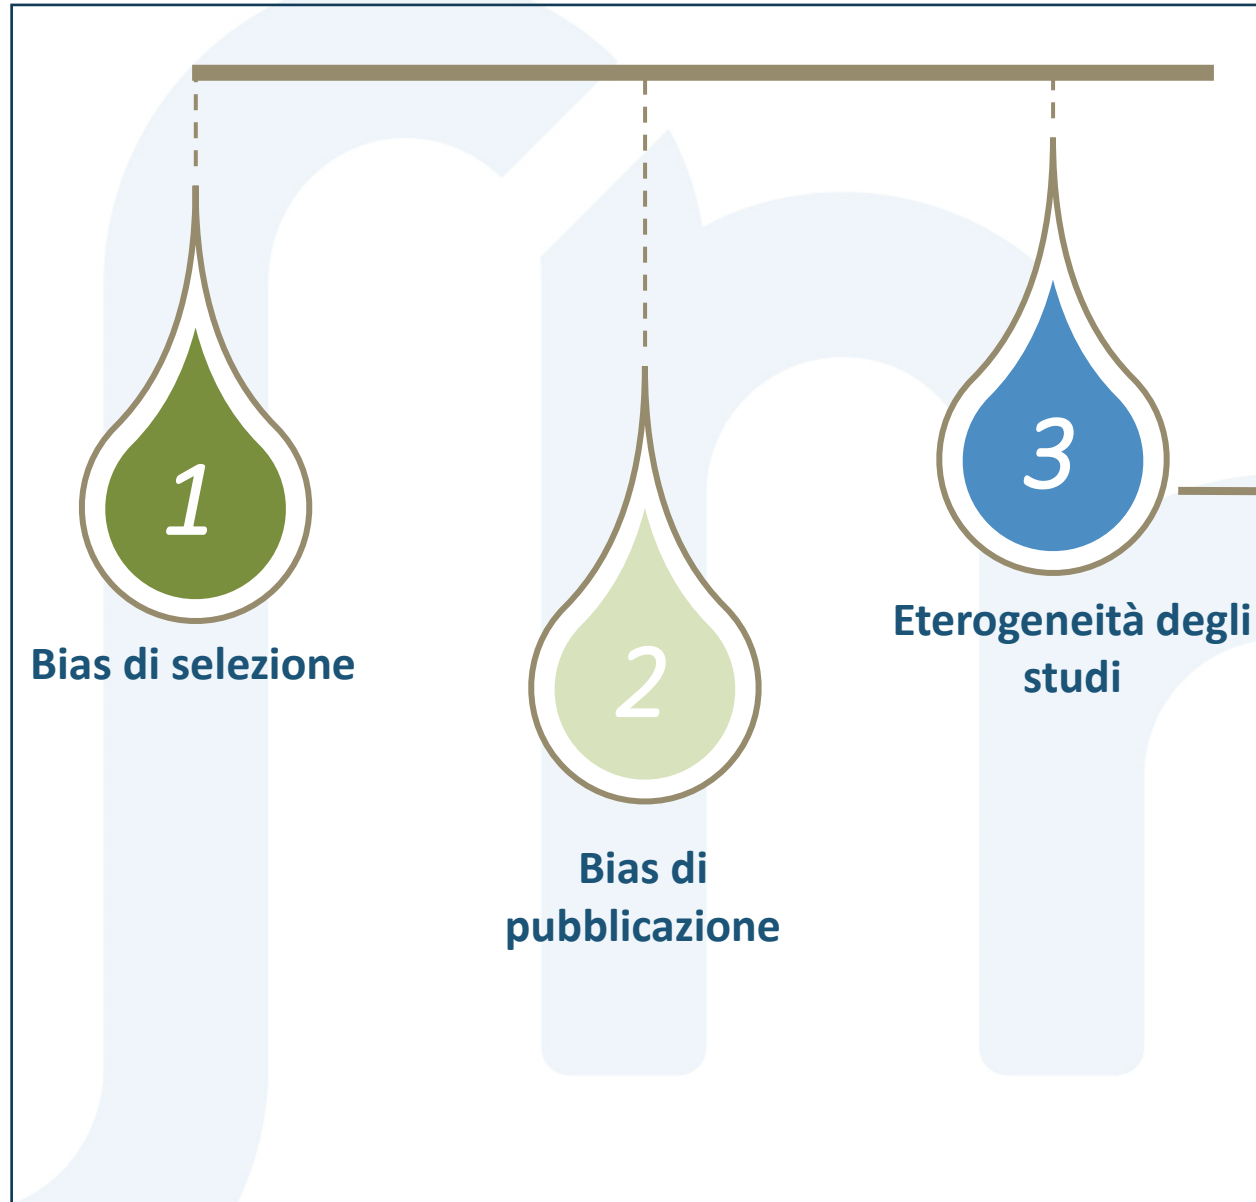 1
Bias di selezione
2
Bias di
pubblicazione
3
Eterogeneità degli
studi